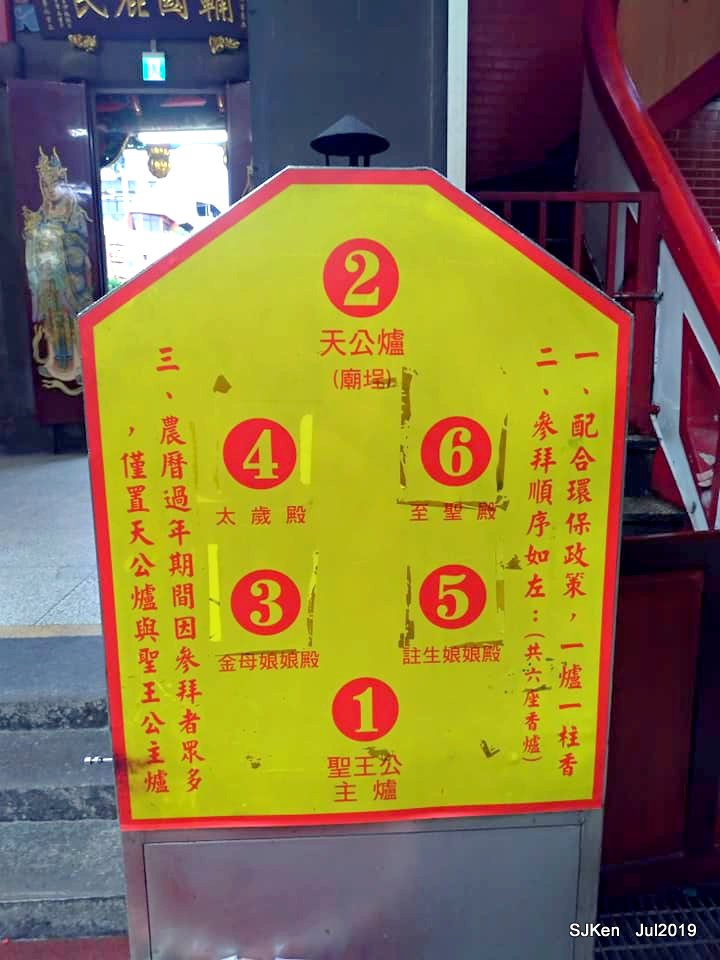 輔國庇民
一、配合環保政策，一爐一柱香
二、參拜順序如左：(共六座香爐)
2
天公爐
(廟埕)
4
太歲殿
6
至聖殿
3
金母娘娘殿
5
註生娘娘殿
1
聖王公
主爐
三、農曆過年期間因參拜者眾多
，僅置天公爐與聖王公主爐
SJKen Jul2019